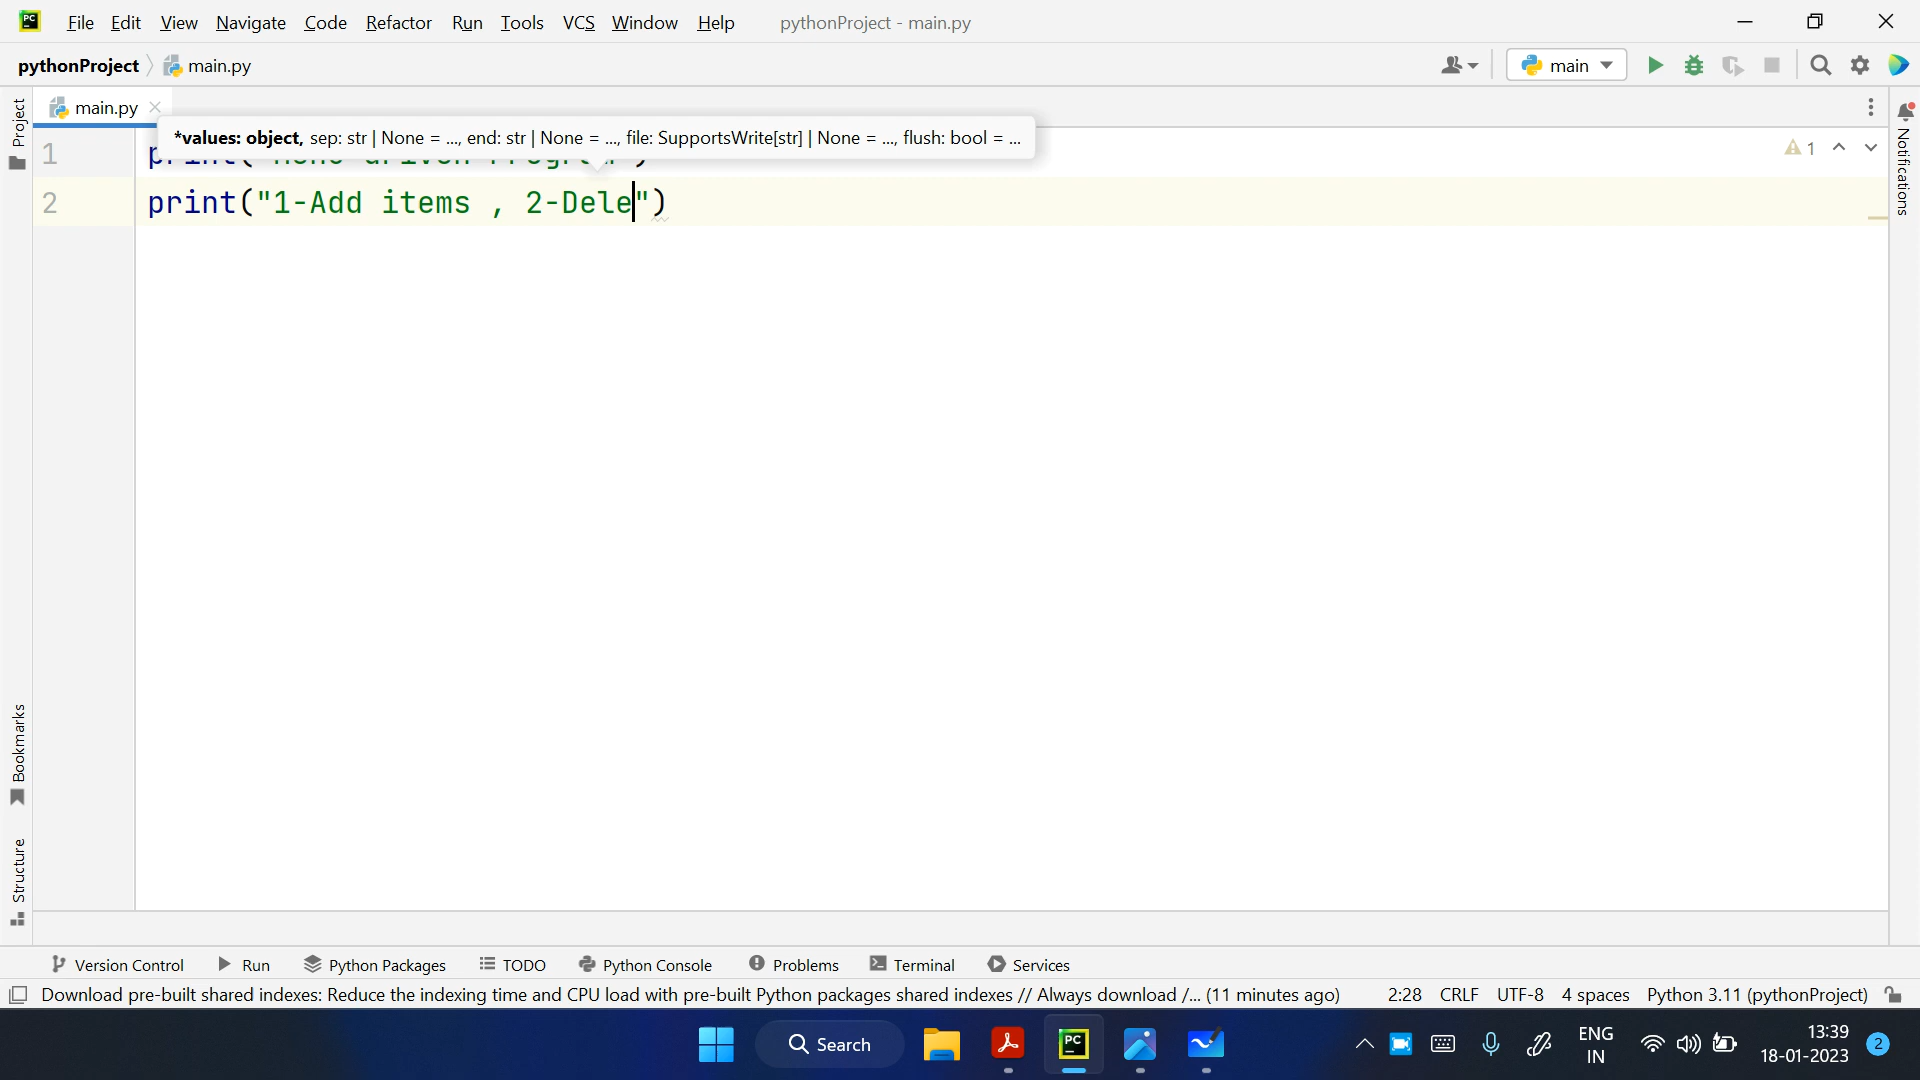 PC File Edit View Navigate Code Refactor Run Tools VCS Window Help pythonProject - main.py
pythonProject main.py main
main.py
*values: object, sep: str | None = ..., end: str | None = ..., file: SupportsWrite[str] | None = ..., flush: bool = ...
1
1
2 print("1-Add items , 2-Dele")
Project
Bookmarks
Structure
Notifications
Version Control Run Python Packages TODO Python Console Problems Terminal Services
Download pre-built shared indexes: Reduce the indexing time and CPU load with pre-built Python packages shared indexes // Always download /... (11 minutes ago) 2:28 CRLF UTF-8 4 spaces Python 3.11 (pythonProject)
Search PC ENG 13:39
IN 18-01-2023 2